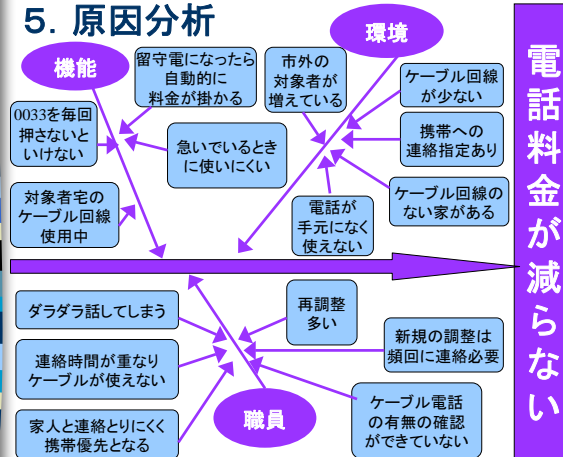 5. 原因分析
機能
環境
留守電になったら
自動的に
料金が掛かる
0033を毎回
押さないと
いけない
急いでいるとき
に使いにくい
対象者宅の
ケーブル回線
使用中
市外の
対象者が
増えている
ケーブル回線
が少ない
携帯への
連絡指定あり
ケーブル回線の
ない家がある
電話が
手元になく
使えない
電話料金が減らない
ダラダラ話してしまう
連絡時間が重なり
ケーブルが使えない
家人と連絡とりにくく
携帯優先となる
再調整
多い
新規の調整は
頻回に連絡必要
ケーブル電話
の有無の確認
ができていない
職員